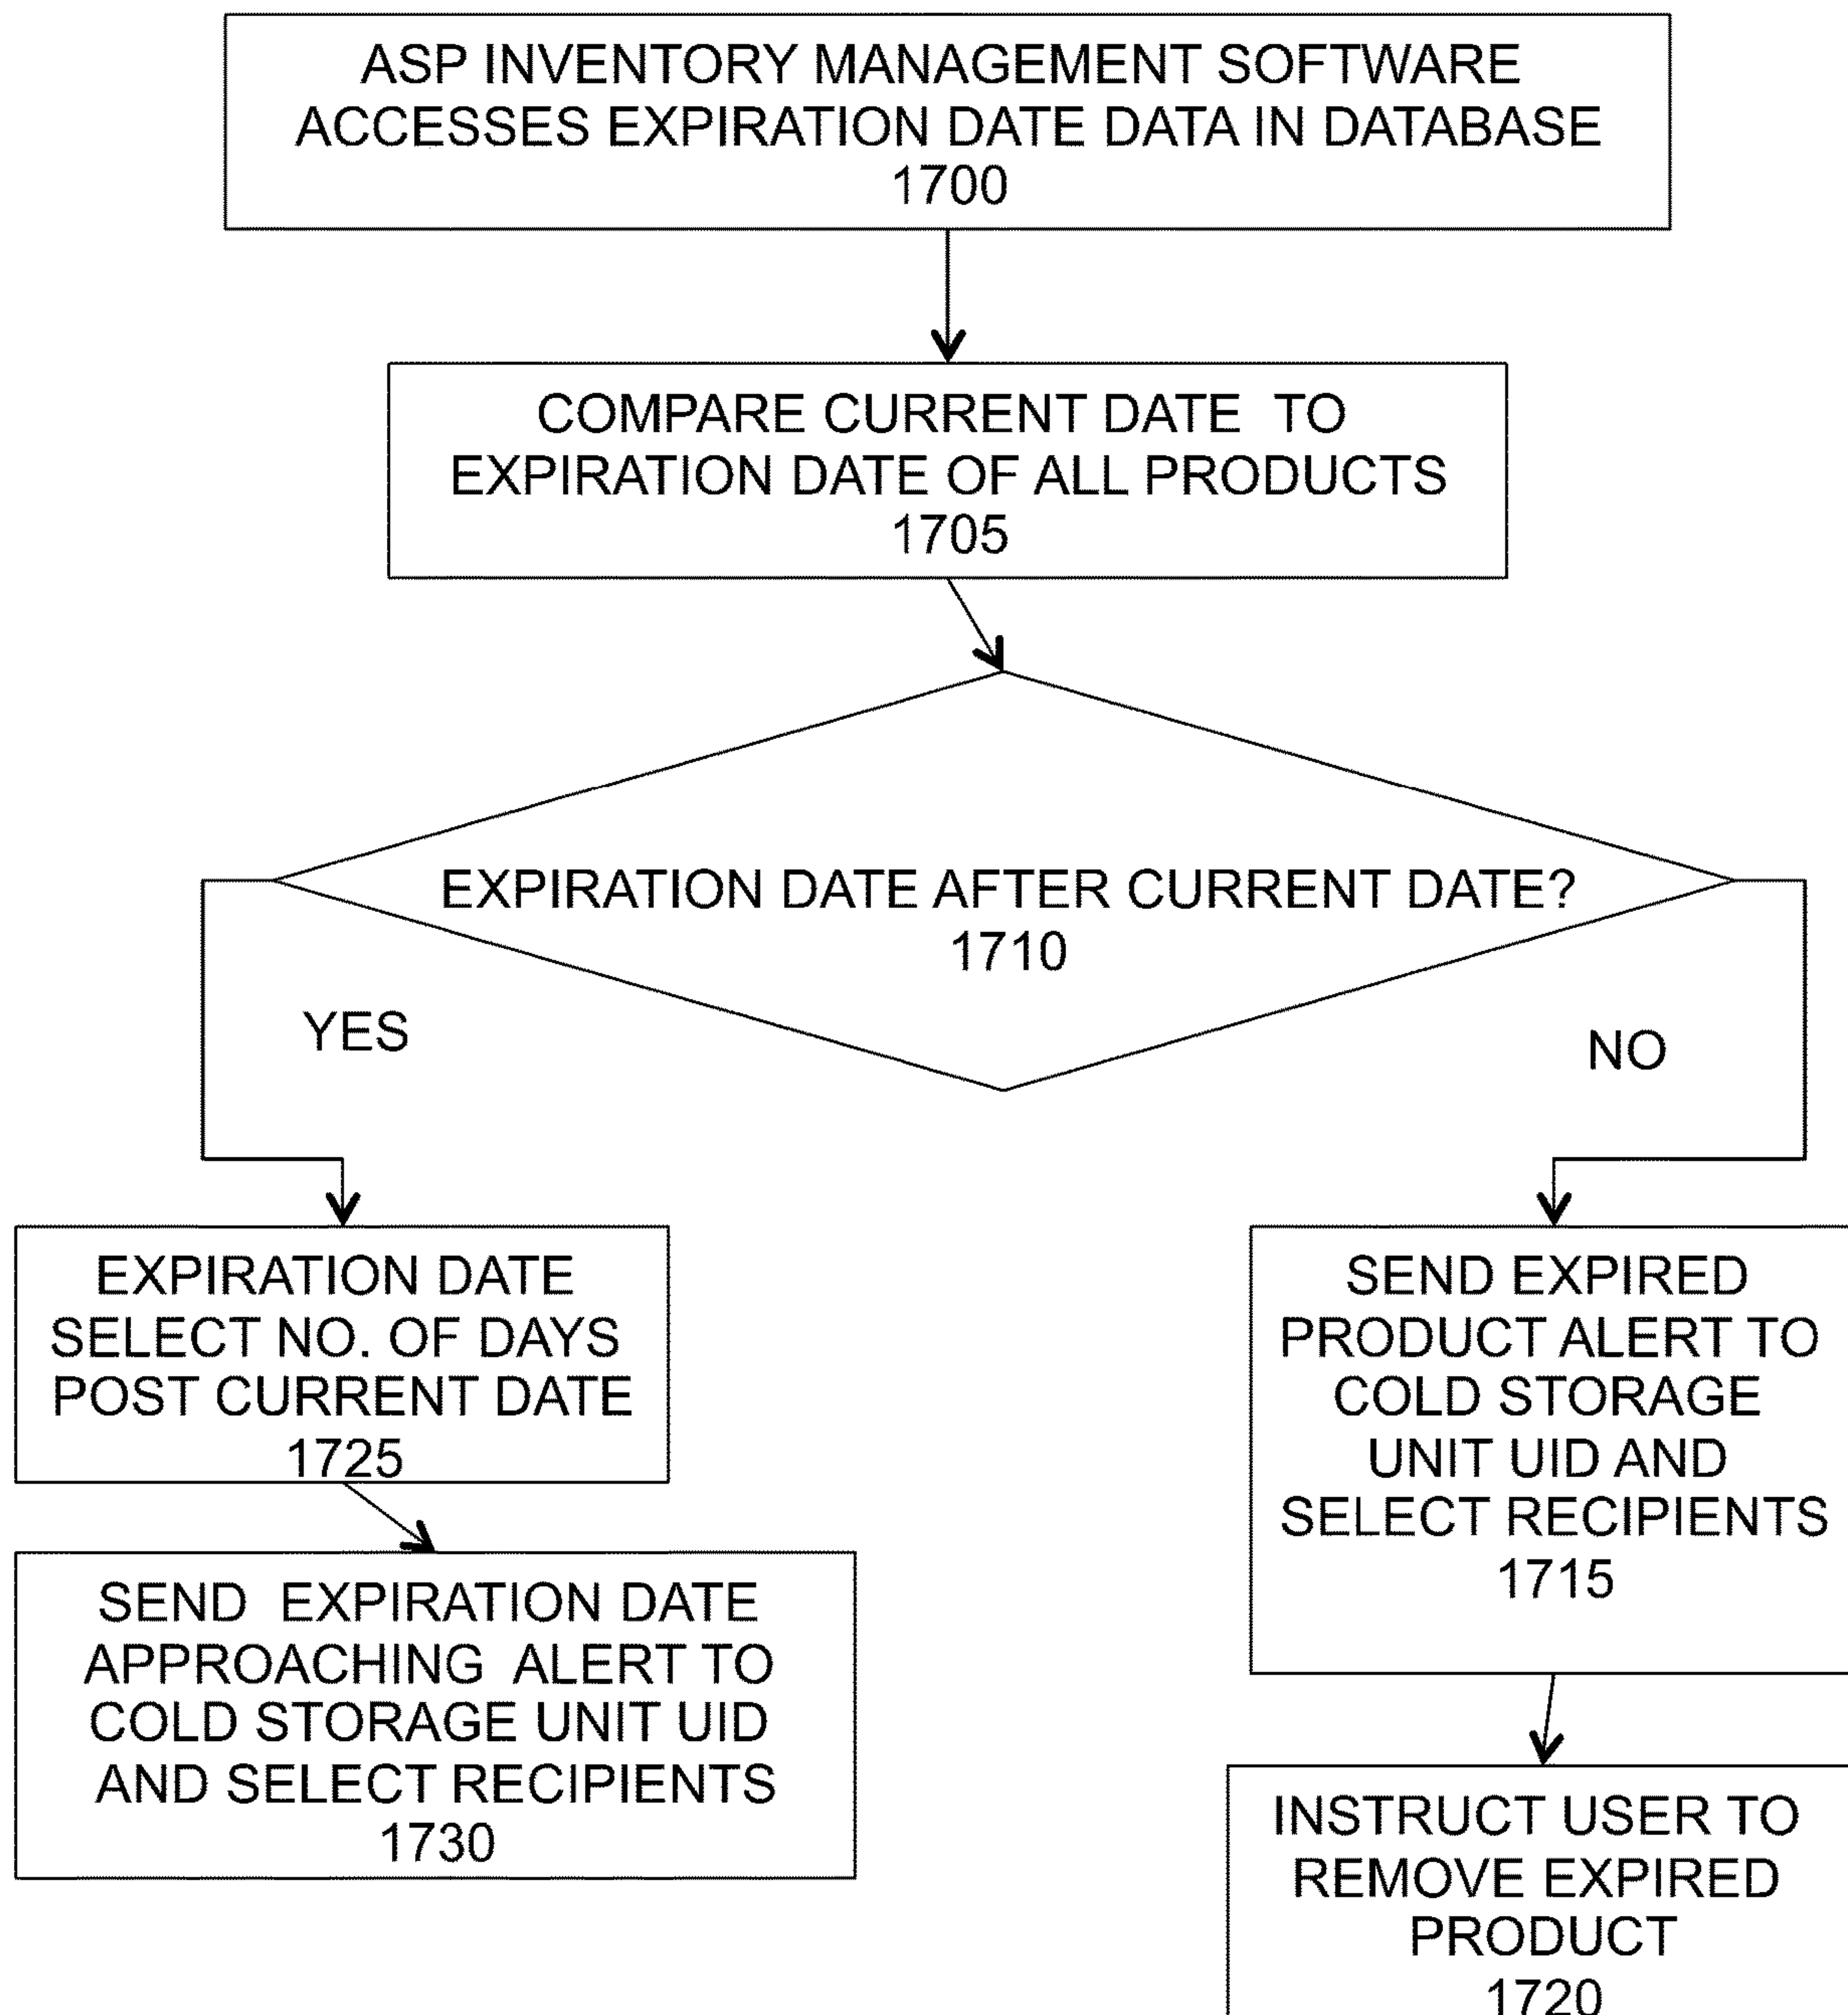 ASP INVENTORY MANAGEMENT SOFTWARE
ACCESSES EXPIRATION DATE DATA IN DATABASE
1700
COMPARE CURRENT DATE TO
EXPIRATION DATE OF ALL PRODUCTS
1705
EXPIRATION DATE AFTER CURRENT DATE?
1710
YES
NO
EXPIRATION DATE
SELECT NO. OF DAYS
POST CURRENT DATE
1725
SEND EXPIRATION DATE
APPROACHING ALERT TO
COLD STORAGE UNIT UID
AND SELECT RECIPIENTS
1730
SEND EXPIRED
PRODUCT ALERT TO
COLD STORAGE
UNIT UID AND
SELECT RECIPIENTS
1715
INSTRUCT USER TO
REMOVE EXPIRED
PRODUCT
1720